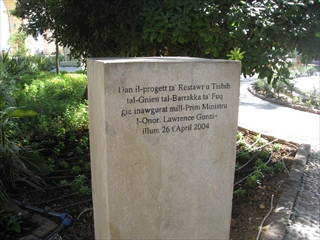 Dan il-progett ta' Restawr u Tisbih
tal-Gnien tal-Barrakka ta' Fuq
gie inawgurat mill-Prim Ministru
l-Onor. Lawrence Gonzi
illum 26 t'April 2004